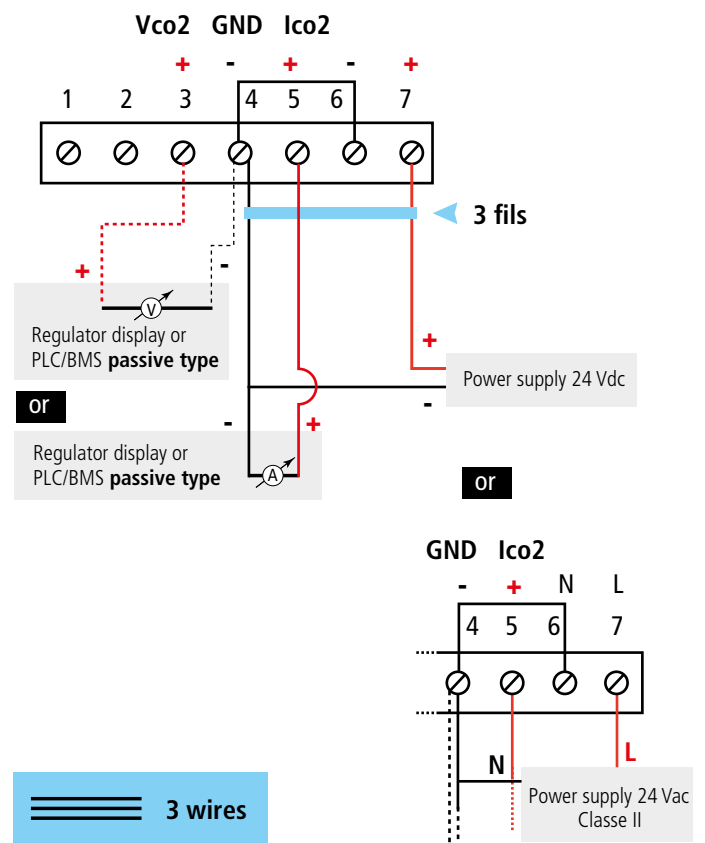 Vco2 GND Ico2
+ - + - +
1 2 3 4 5 6 7
3 fils
+ -
V
Regulator display or
PLC/BMS passive type
+
Power supply 24 Vdc
-
or
- +
Regulator display or
PLC/BMS passive type
A
or
GND Ico2
- + N L
4 5 6 7
L
N
Power supply 24 Vac
Classe II
3 wires